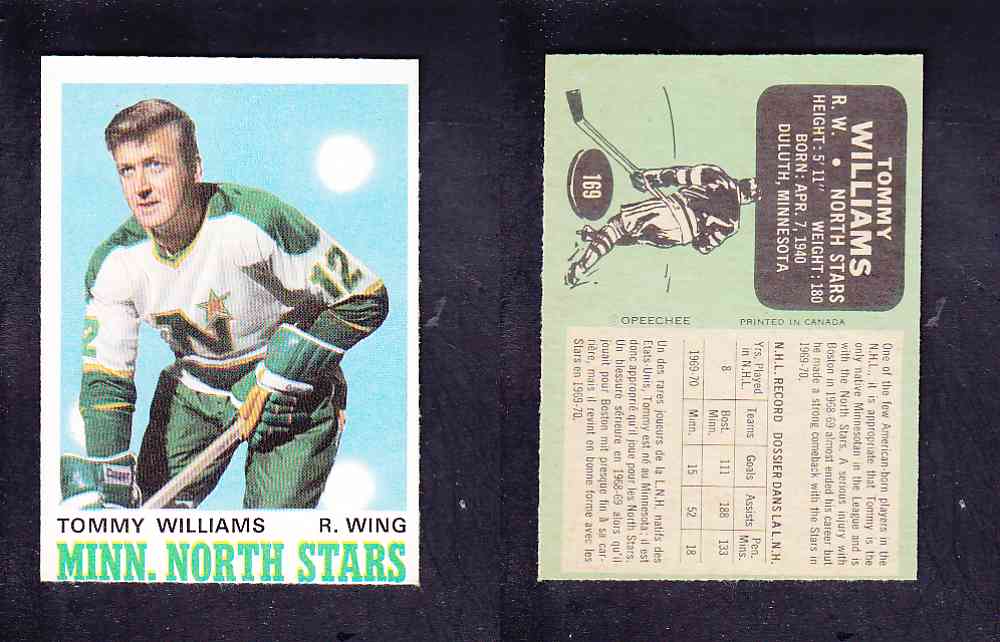 12
12
N
Cooper
TOMMY WILLIAMS R. WING
MINN. NORTH STARS
169
TOMMY
WILLIAMS
R. W. • NORTH STARS
HEIGHT: 5' 11" WEIGHT: 180
BORN: APR. 7, 1940
DULUTH, MINNESOTA
OPEECHEE PRINTED IN CANADA
One of the few American-born players in the
N.H.L., it is appropriate that Tommy is the
only native Minnesotan in the League and is
with the North Stars. A serious injury with
Boston in 1968-69 almost ended his career but
he made a strong comeback with the Stars in
1969-70.
N.H.L. RECORD DOSSIER DANS LA L.N.H.
Yrs. Played Teams Goals Assists Pen.
in N.H.L. Mins.
8 Bost. 111 188 133
Minn.
1969-70 Minn. 15 52 18
Un des rares joueurs de la L.N.H. natifs des
Etats-Unis, Tommy est né au Minnesota: il est
donc approprié qu'il joue pour les North Stars.
Un blessure sérieure en 1968-69 alors qu'il
jouait pour Boston mit presque fin à sa car-
rière, mais il revint en bonne forme avec les
Stars en 1969-70.